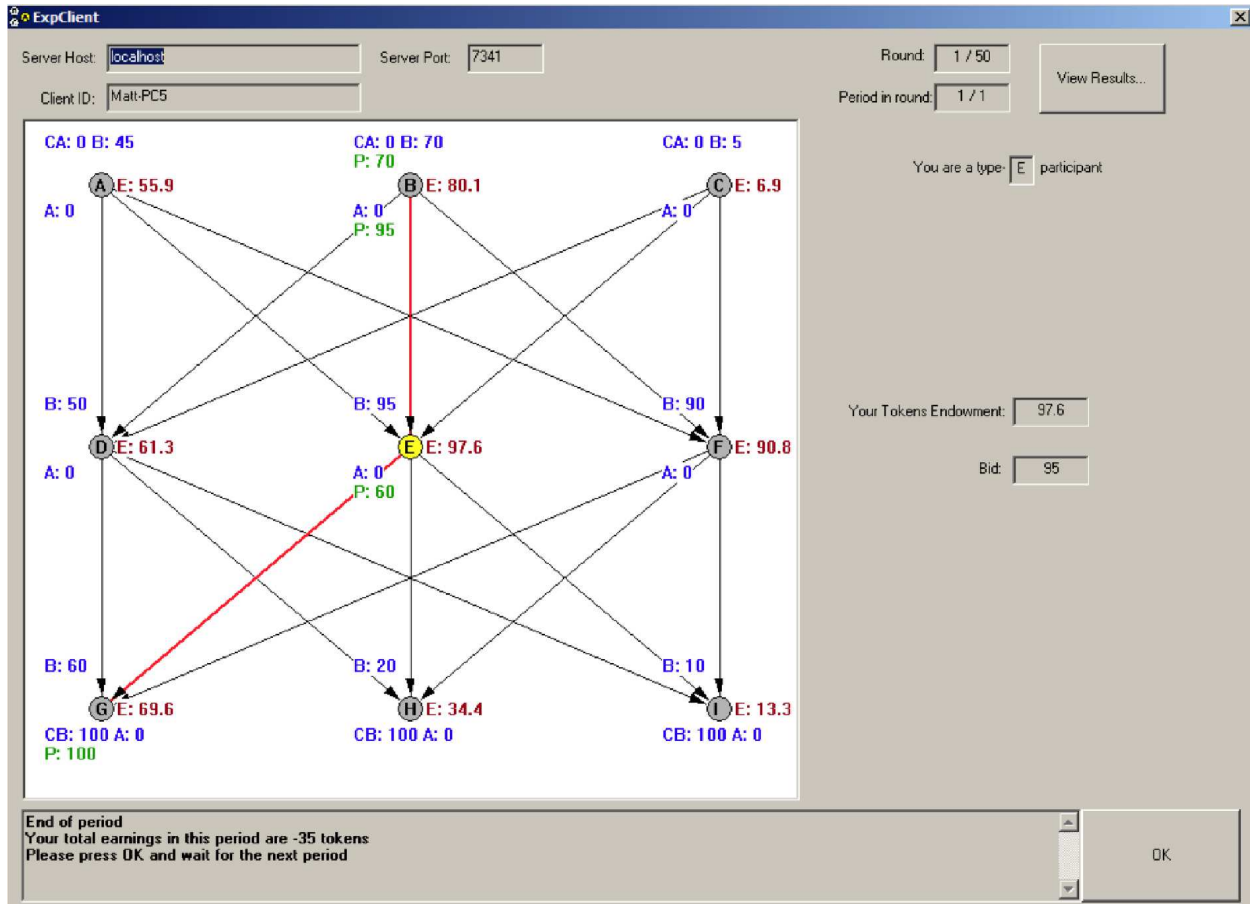 ExpClient
Server Host: localhost Server Port: 7341 Round: 1 / 50 View Results...
Client ID: Matt-PC5 Period in round: 1 / 1
CA: 0 B: 45 CA: 0 B: 70 CA: 0 B: 5
P: 70
You are a type- E participant
A E: 55.9 B E: 80.1 C E: 6.9
A: 0 A: 0 A: 0
P: 95
B: 50 B: 95 B: 90
Your Tokens Endowment: 97.6
D E: 61.3 E E: 97.6 F E: 90.8
A: 0 A: 0 A: 0
Bid: 95
P: 60
B: 60 B: 20 B: 10
G E: 69.6 H E: 34.4 I E: 13.3
CB: 100 A: 0 CB: 100 A: 0 CB: 100 A: 0
P: 100
End of period
Your total earnings in this period are -35 tokens
Please press OK and wait for the next period
OK